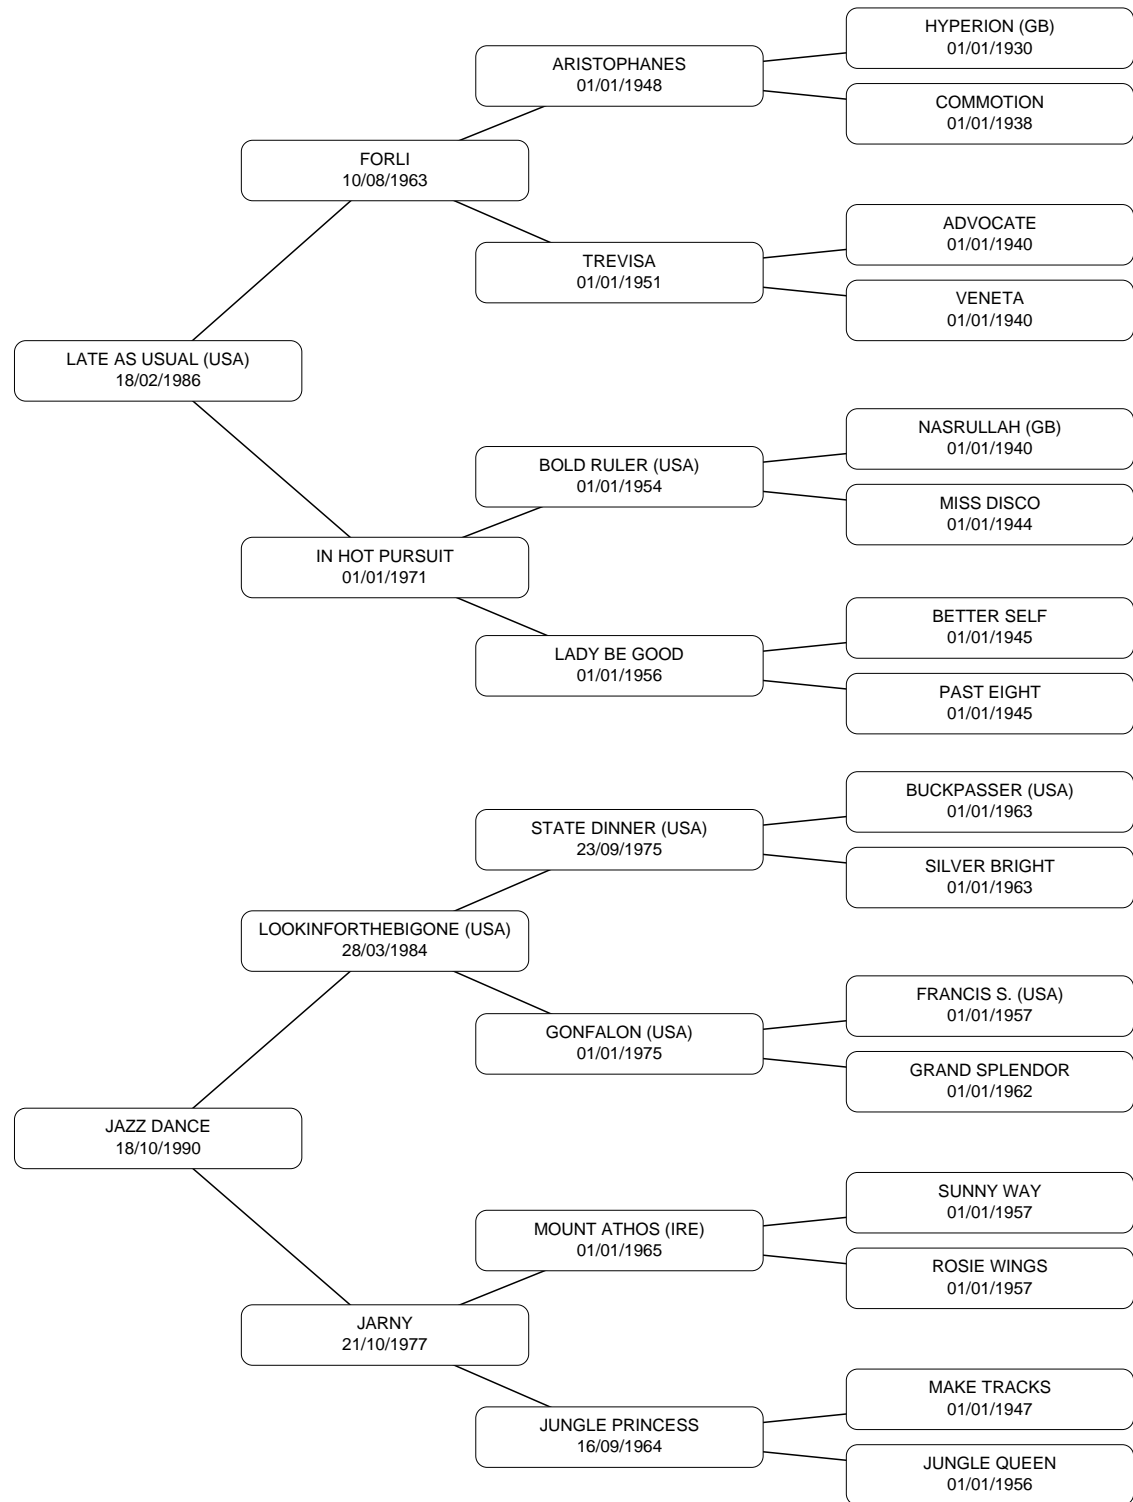 HYPERION (GB)
01/01/1930
ARISTOPHANES
01/01/1948
COMMOTION
01/01/1938
FORLI
10/08/1963
ADVOCATE
01/01/1940
TREVISA
01/01/1951
VENETA
01/01/1940
LATE AS USUAL (USA)
18/02/1986
NASRULLAH (GB)
01/01/1940
BOLD RULER (USA)
01/01/1954
MISS DISCO
01/01/1944
IN HOT PURSUIT
01/01/1971
BETTER SELF
01/01/1945
LADY BE GOOD
01/01/1956
PAST EIGHT
01/01/1945
BUCKPASSER (USA)
01/01/1963
STATE DINNER (USA)
23/09/1975
SILVER BRIGHT
01/01/1963
LOOKINFORTHEBIGONE (USA)
28/03/1984
FRANCIS S. (USA)
01/01/1957
GONFALON (USA)
01/01/1975
GRAND SPLENDOR
01/01/1962
JAZZ DANCE
18/10/1990
SUNNY WAY
01/01/1957
MOUNT ATHOS (IRE)
01/01/1965
ROSIE WINGS
01/01/1957
JARNY
21/10/1977
MAKE TRACKS
01/01/1947
JUNGLE PRINCESS
16/09/1964
JUNGLE QUEEN
01/01/1956